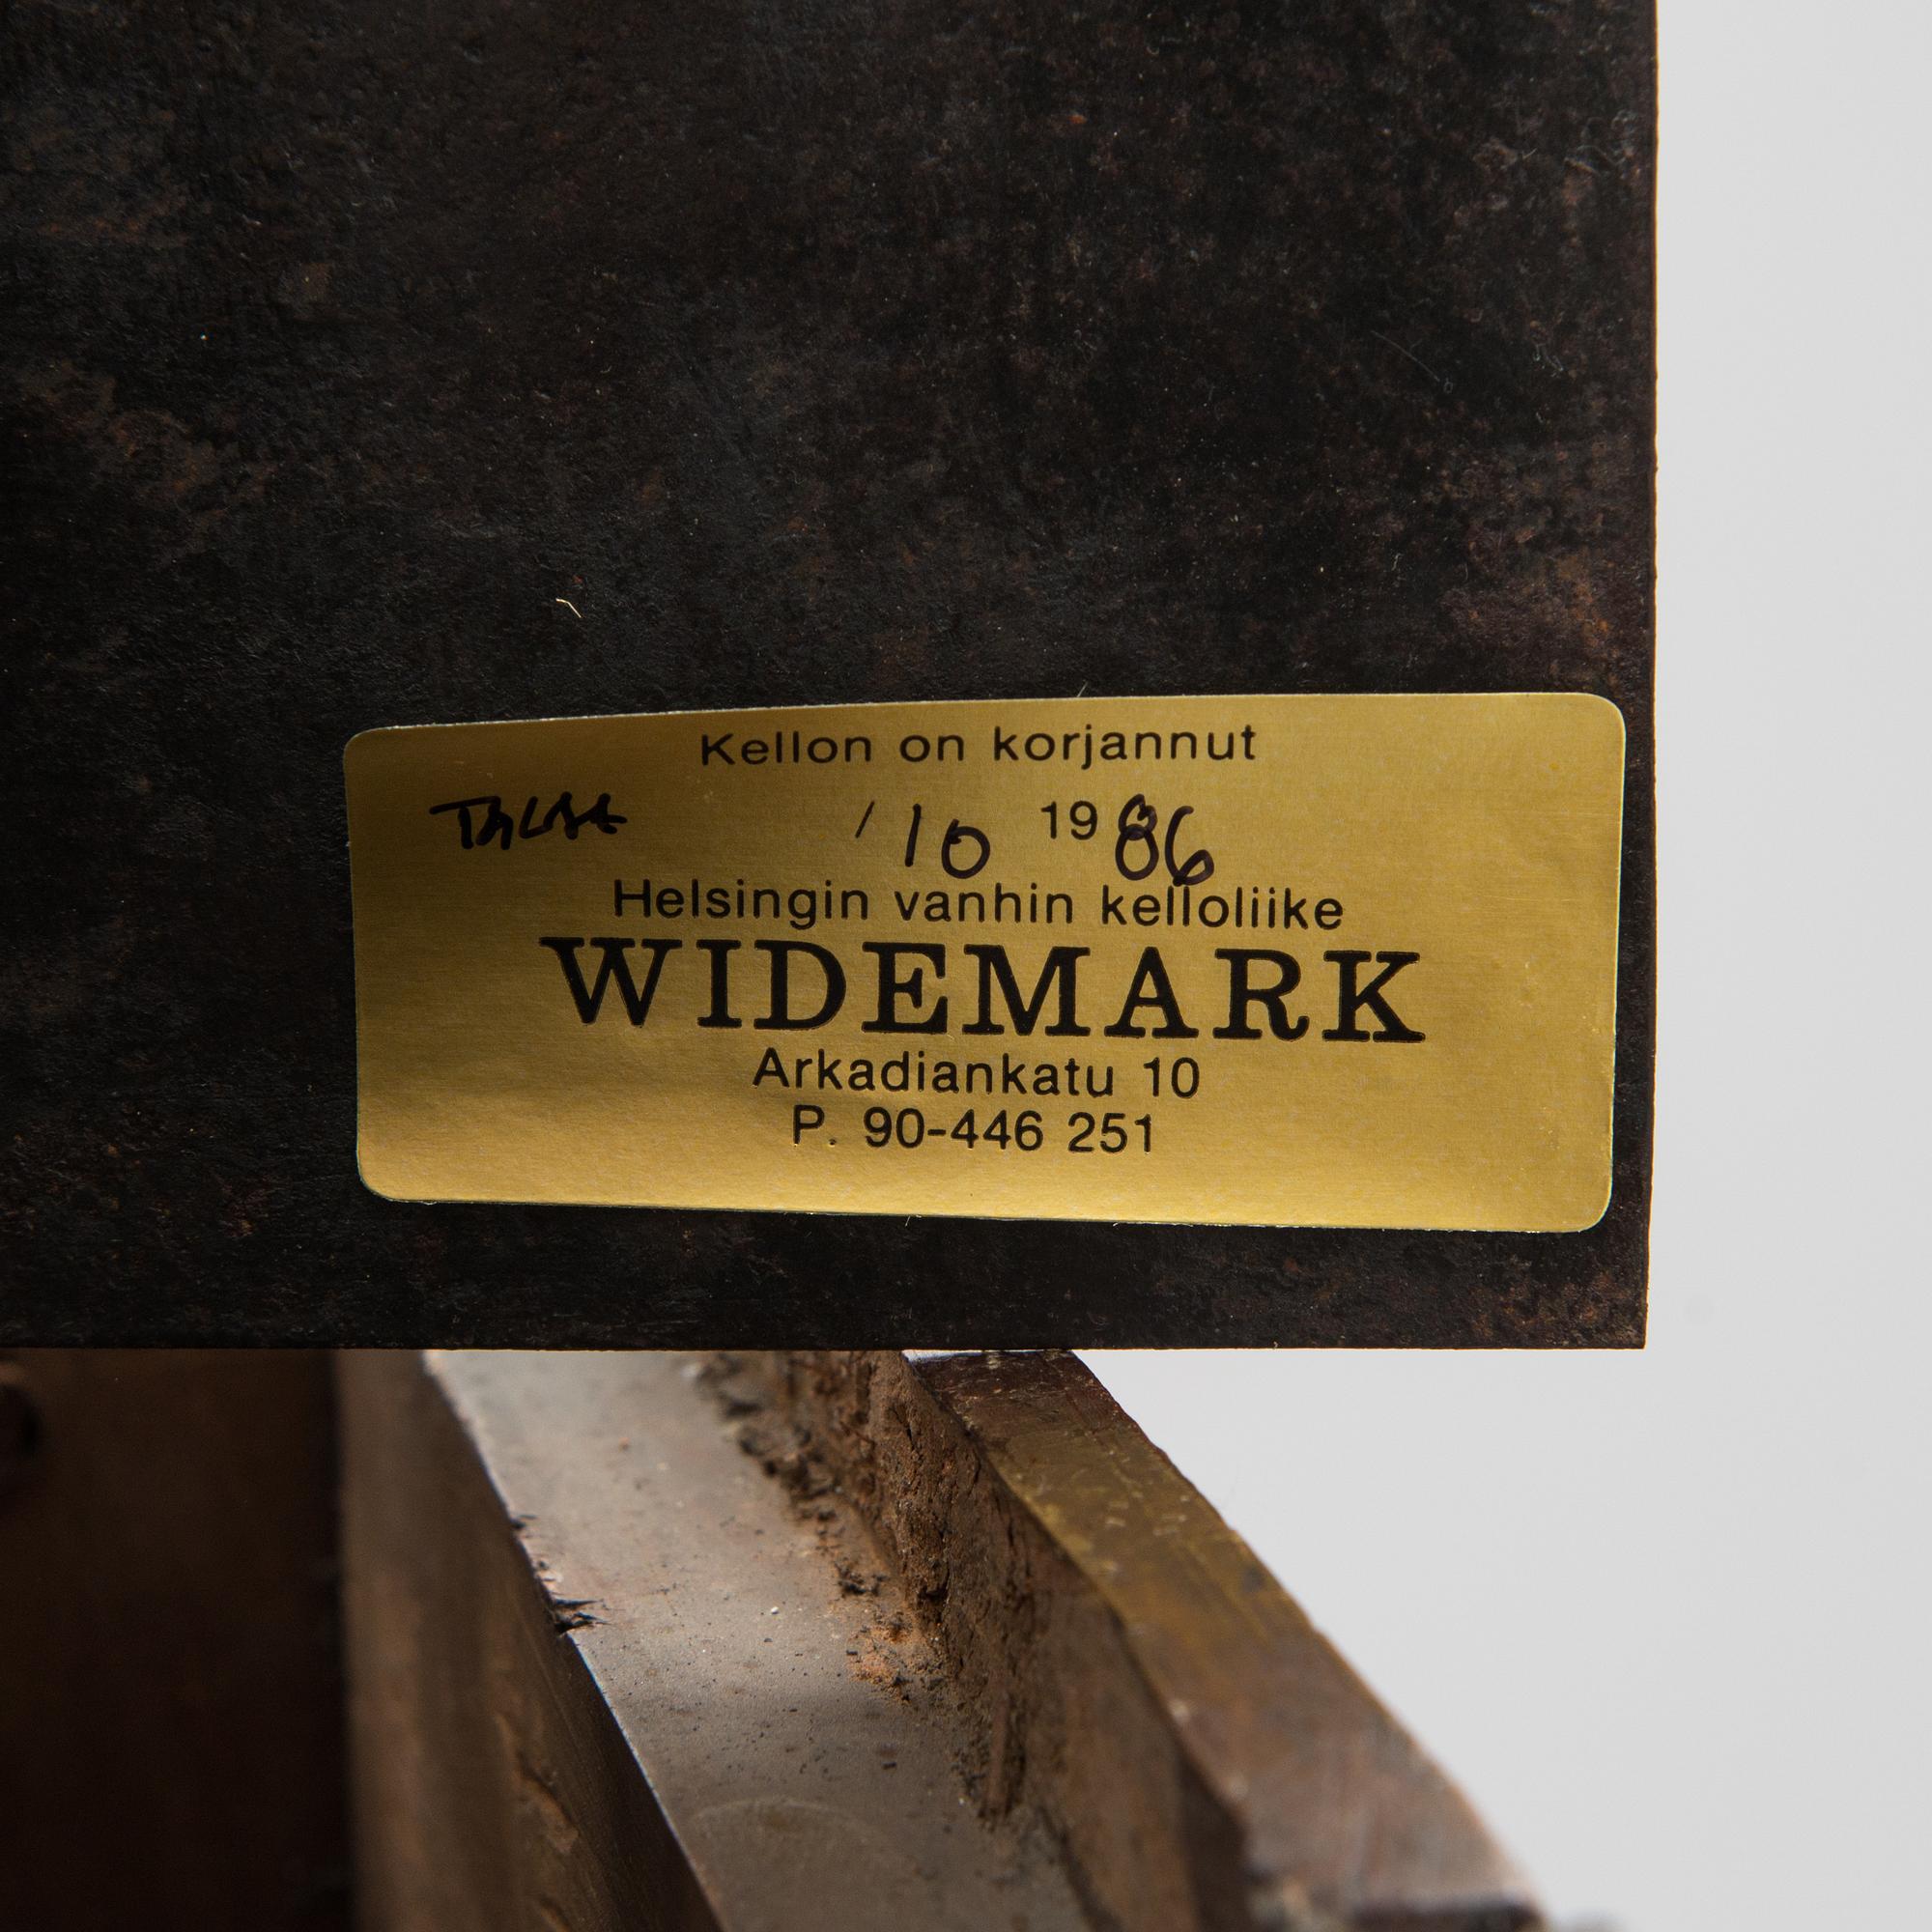 Kellon on korjannut
/ 10 1986
Helsingin vanhin kelloliike
WIDEMARK
Arkadiankatu 10
P. 90-446 251